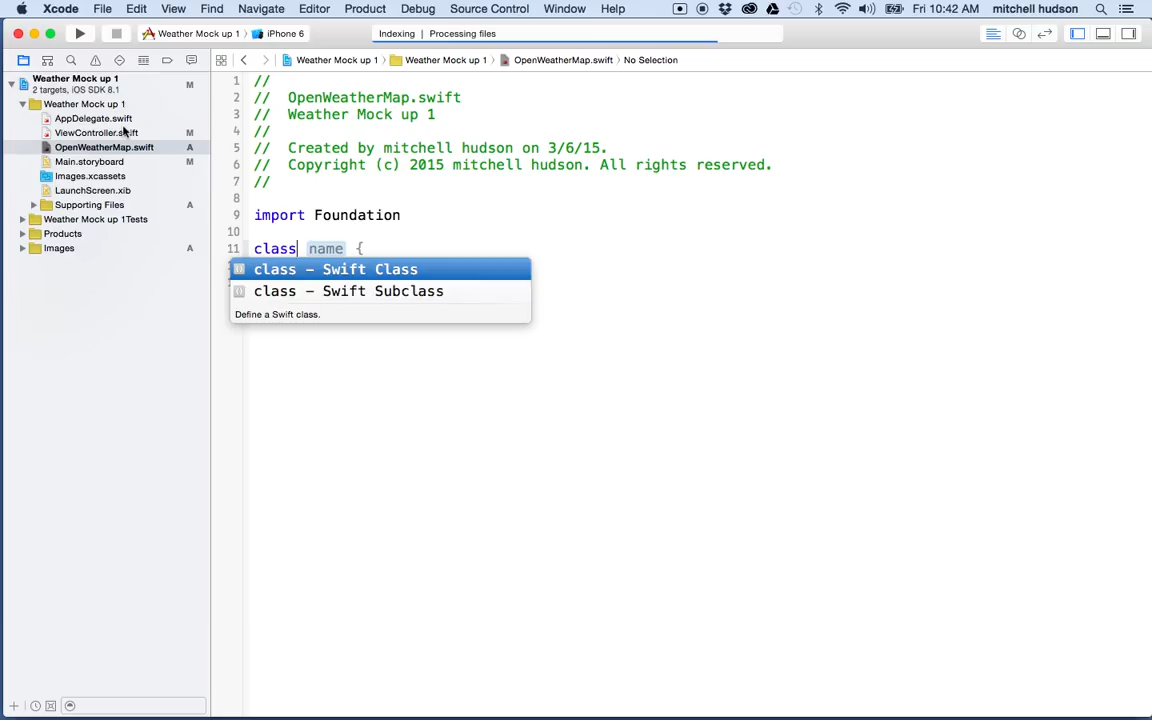 Xcode File Edit View Find Navigate Editor Product Debug Source Control Window Help Fri 10:42 AM mitchell hudson
Weather Mock up 1 〉 iPhone 6
Indexing | Processing files
Weather Mock up 1 〉 Weather Mock up 1 〉 OpenWeatherMap.swift 〉 No Selection
Weather Mock up 1 M
2 targets, iOS SDK 8.1
Weather Mock up 1
AppDelegate.swift
ViewController.swift M
OpenWeatherMap.swift A
Main.storyboard M
Images.xcassets
LaunchScreen.xib
Supporting Files A
Weather Mock up 1Tests
Products
Images A
1 //
2 // OpenWeatherMap.swift
3 // Weather Mock up 1
4 //
5 // Created by mitchell hudson on 3/6/15.
6 // Copyright (c) 2015 mitchell hudson. All rights reserved.
7 //
8
9 import Foundation
10
11 class name {
class – Swift Class
class – Swift Subclass
Define a Swift class.